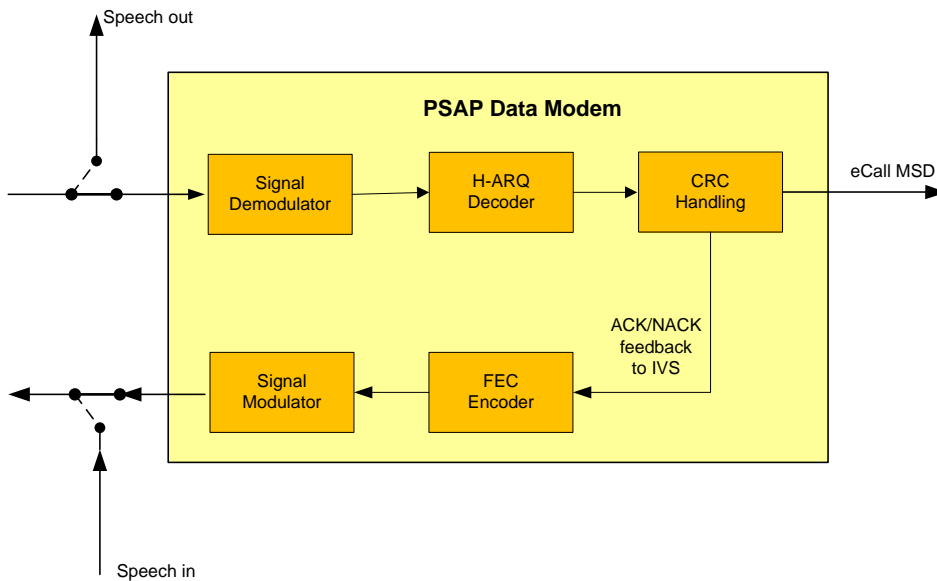 Speech out
PSAP Data Modem
Signal
Demodulator
H-ARQ
Decoder
CRC
Handling
eCall MSD
ACK/NACK
feedback
to IVS
Signal
Modulator
FEC
Encoder
Speech in